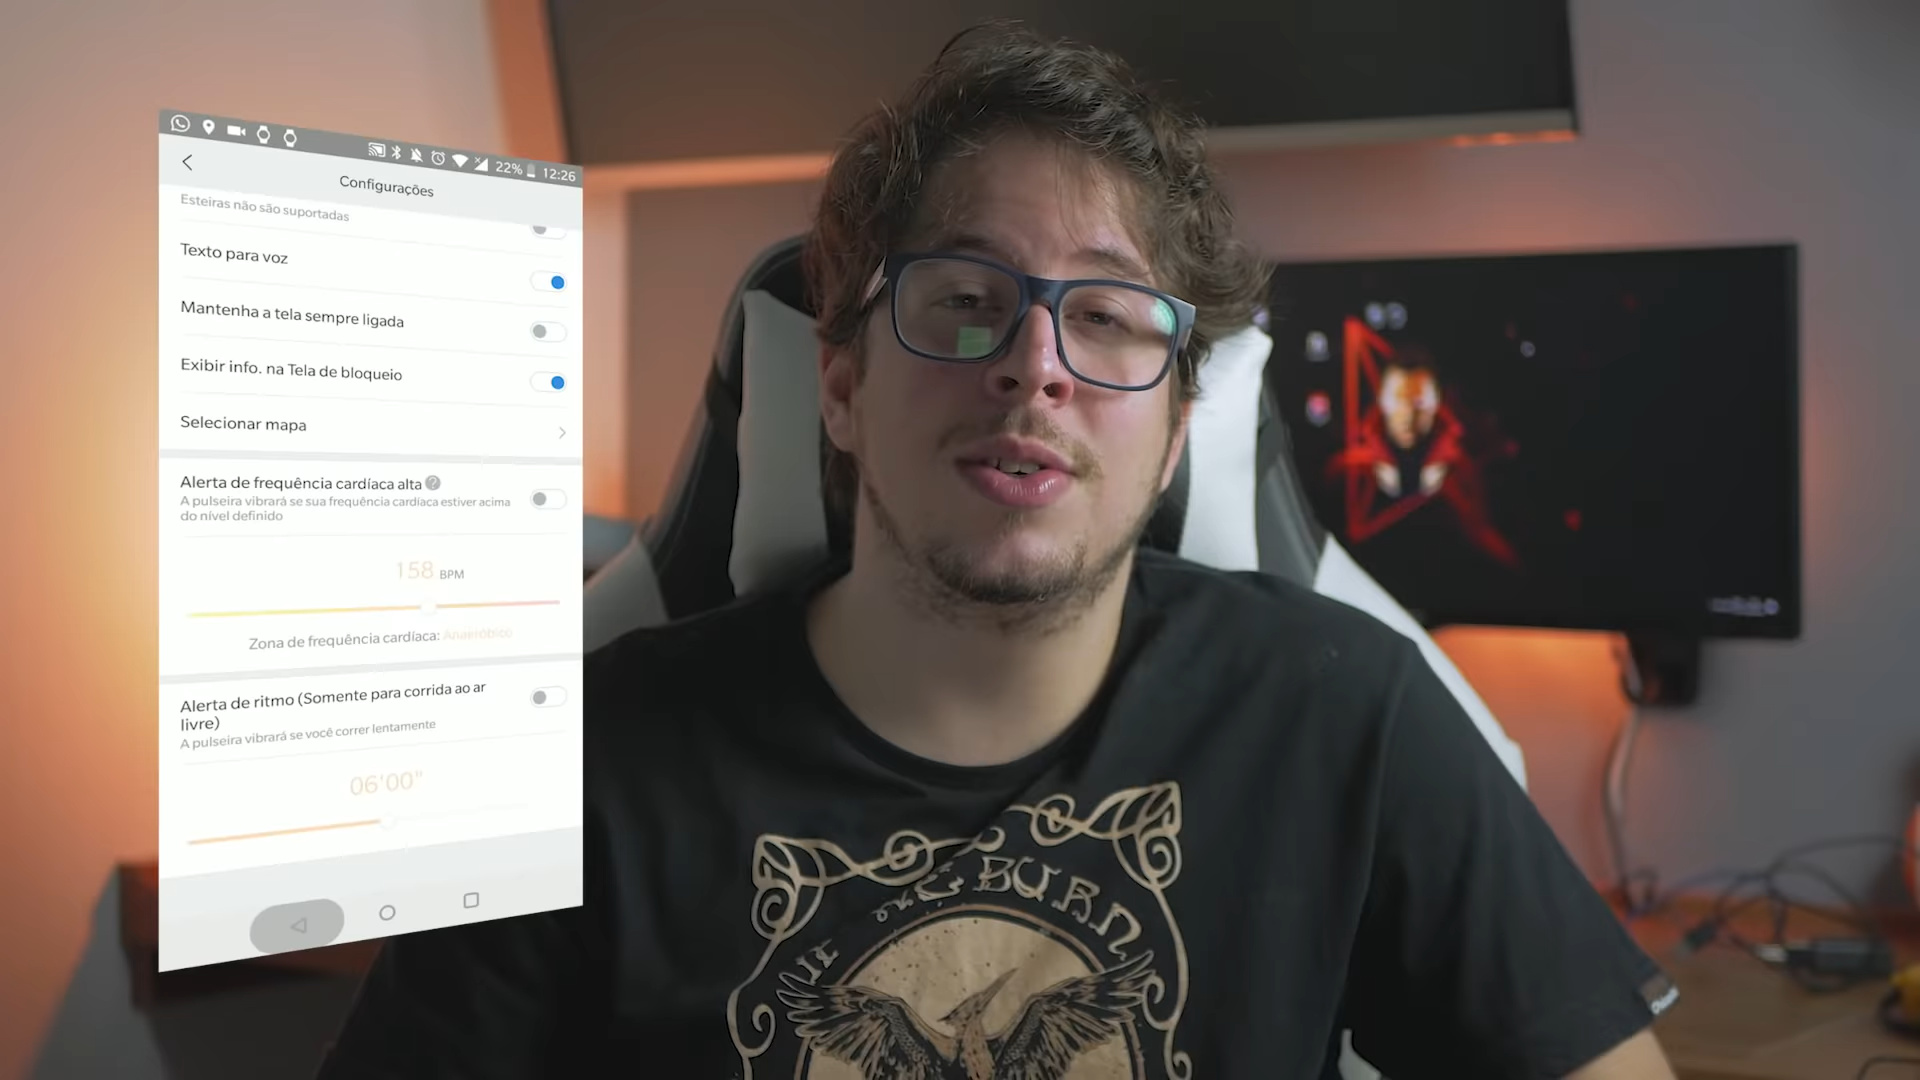 22% 12:26
Configurações
Esteiras não são suportadas
Texto para voz
Mantenha a tela sempre ligada
Exibir info. na Tela de bloqueio
Selecionar mapa
Alerta de frequência cardíaca alta ?
A pulseira vibrará se sua frequência cardíaca estiver acima
do nível definido
158 BPM
Zona de frequência cardíaca: Anaeróbico
Alerta de ritmo (Somente para corrida ao ar
livre)
A pulseira vibrará se você correr lentamente
06'00"
BURN